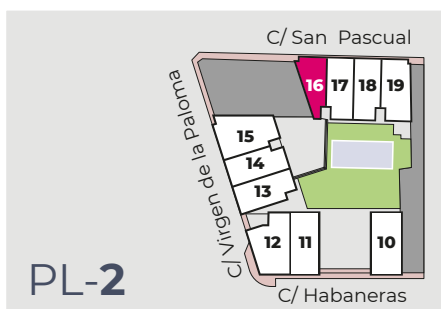 C/ San Pascual
16 17 18 19
C/ Virgen de la Paloma
15
14
13
12 11 10
PL-2
C/ Habaneras